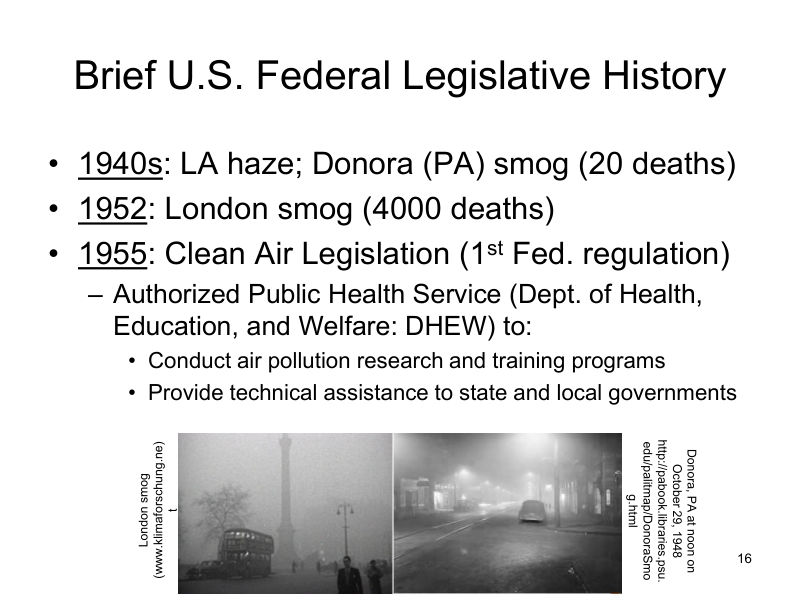 Brief U.S. Federal Legislative History
• 1940s: LA haze; Donora (PA) smog (20 deaths)
• 1952: London smog (4000 deaths)
• 1955: Clean Air Legislation (1st Fed. regulation)
– Authorized Public Health Service (Dept. of Health,
Education, and Welfare: DHEW) to:
• Conduct air pollution research and training programs
• Provide technical assistance to state and local governments
London smog
(www.klimaforschung.ne)
t
Donora, PA at noon on
October 29, 1948
http://pabook.libraries.psu.
edu/palitmap/DonoraSmo
g.html
16